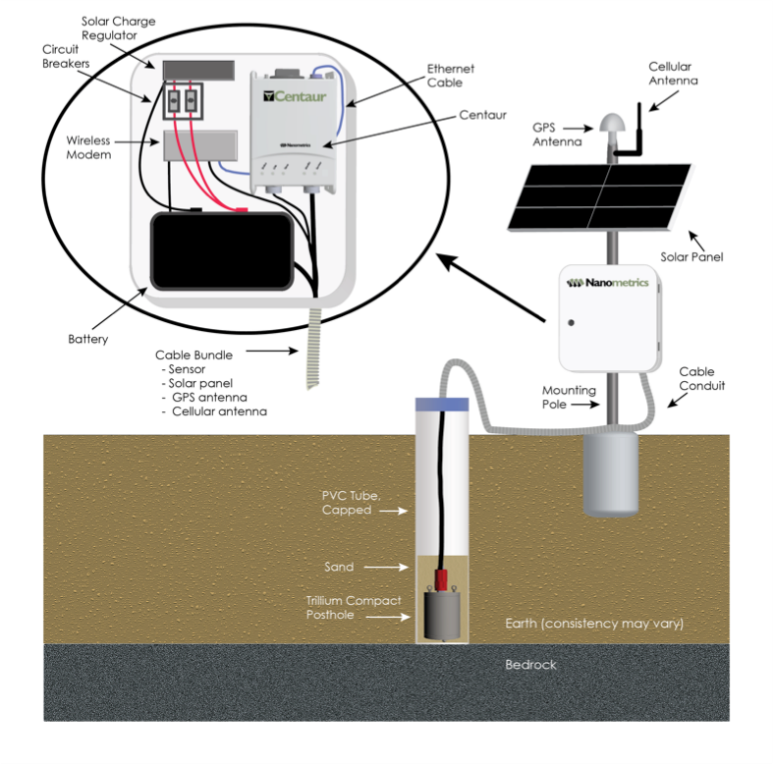 Solar Charge
Regulator
Circuit
Breakers
Ethernet
Cable
Centaur
Centaur
Nanometrics
Wireless
Modem
Battery
Cable Bundle
- Sensor
- Solar panel
- GPS antenna
- Cellular antenna
Cellular
Antenna
GPS
Antenna
Solar Panel
Nanometrics
Cable
Conduit
Mounting
Pole
PVC Tube,
Capped
Sand
Trillium Compact
Posthole
Earth (consistency may vary)
Bedrock